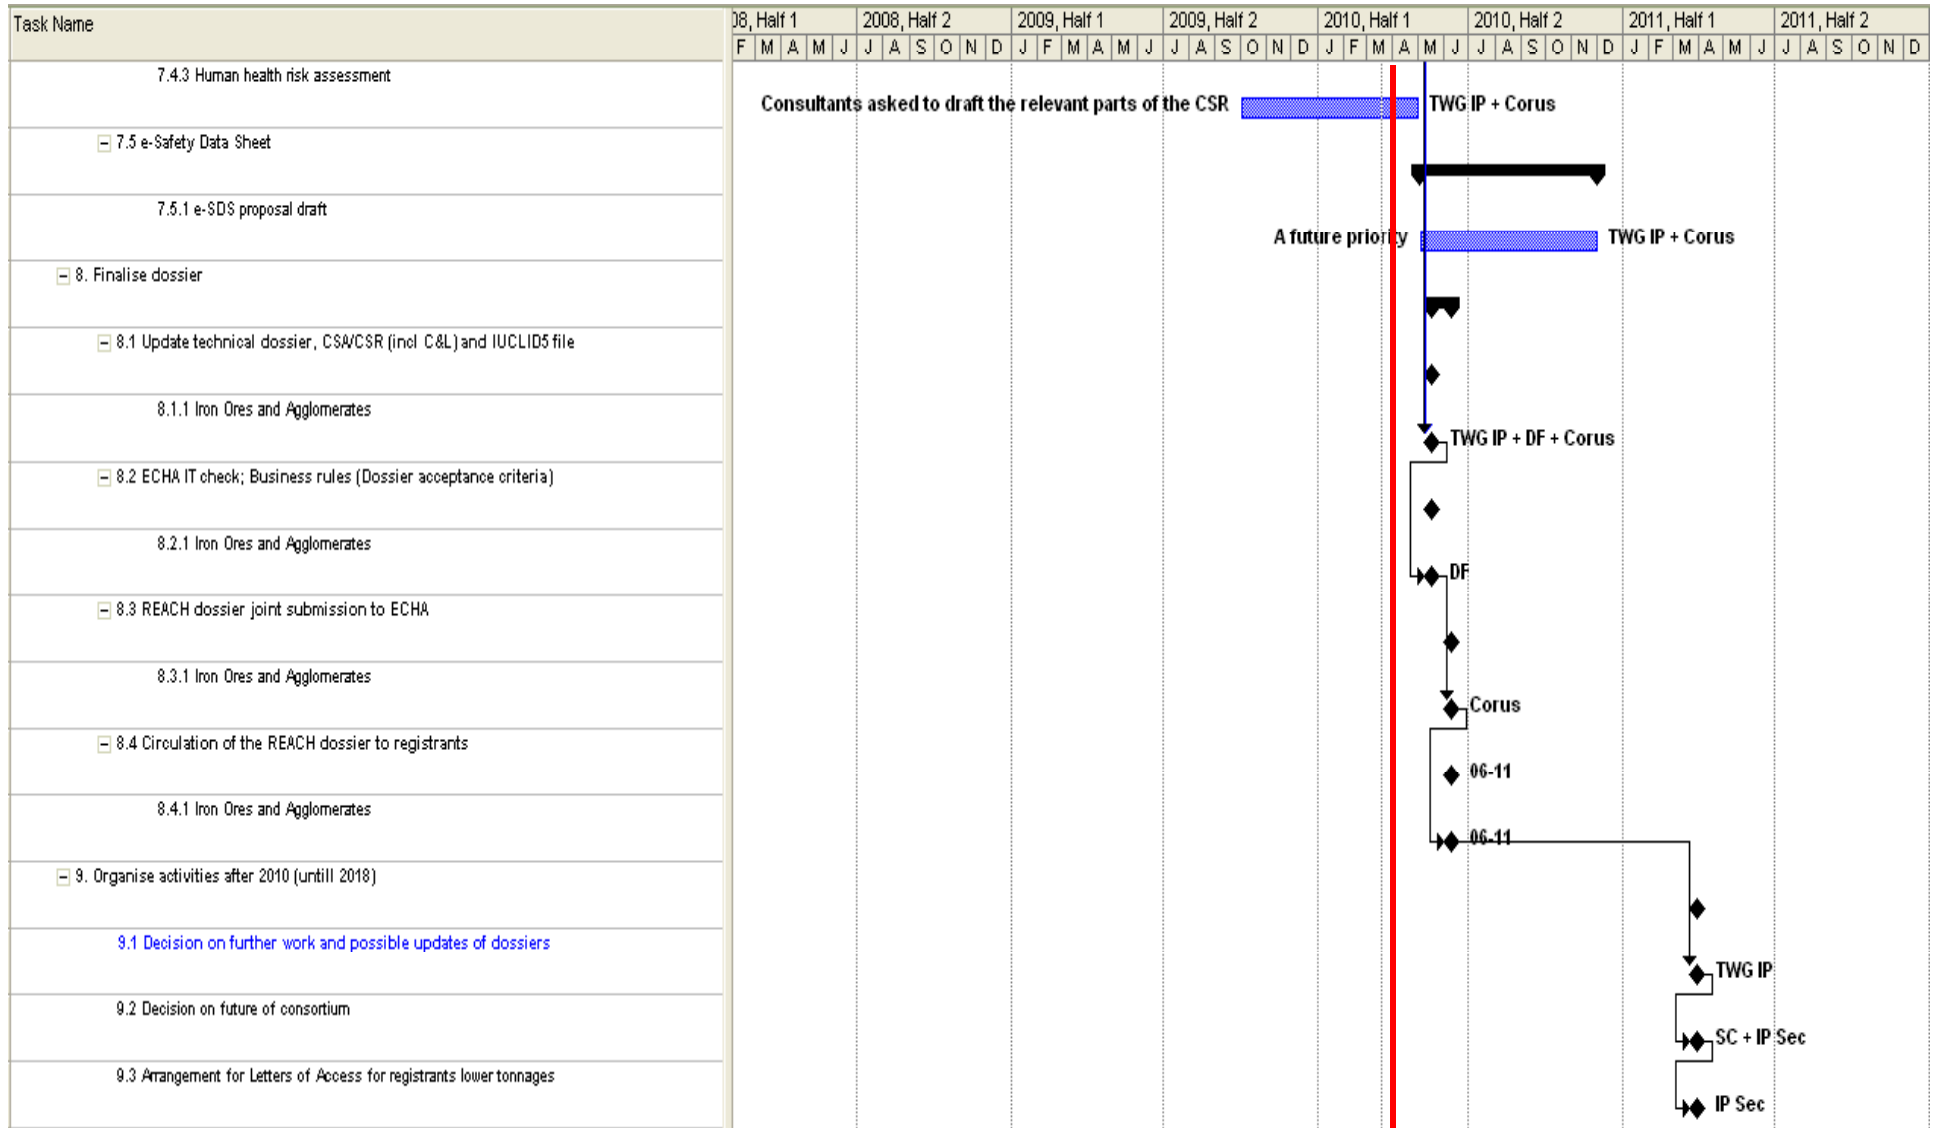 Task Name
08, Half 1 2008, Half 2 2009, Half 1 2009, Half 2 2010, Half 1 2010, Half 2 2011, Half 1 2011, Half 2
F M A M J J A S O N D J F M A M J J A S O N D J F M A M J J A S O N D J F M A M J J A S O N D
7.4.3 Human health risk assessment
Consultants asked to draft the relevant parts of the CSR TWG IP + Corus
7.5 e-Safety Data Sheet
7.5.1 e-SDS proposal draft
A future priority TWG IP + Corus
8. Finalise dossier
8.1 Update technical dossier, CSA/CSR (incl C&L) and IUCLID5 file
8.1.1 Iron Ores and Agglomerates
TWG IP + DF + Corus
8.2 ECHA IT check; Business rules (Dossier acceptance criteria)
8.2.1 Iron Ores and Agglomerates
DF
8.3 REACH dossier joint submission to ECHA
8.3.1 Iron Ores and Agglomerates
Corus
8.4 Circulation of the REACH dossier to registrants
06-11
8.4.1 Iron Ores and Agglomerates
06-11
9. Organise activities after 2010 (untill 2018)
9.1 Decision on further work and possible updates of dossiers
TWG IP
9.2 Decision on future of consortium
SC + IP Sec
9.3 Arrangement for Letters of Access for registrants lower tonnages
IP Sec